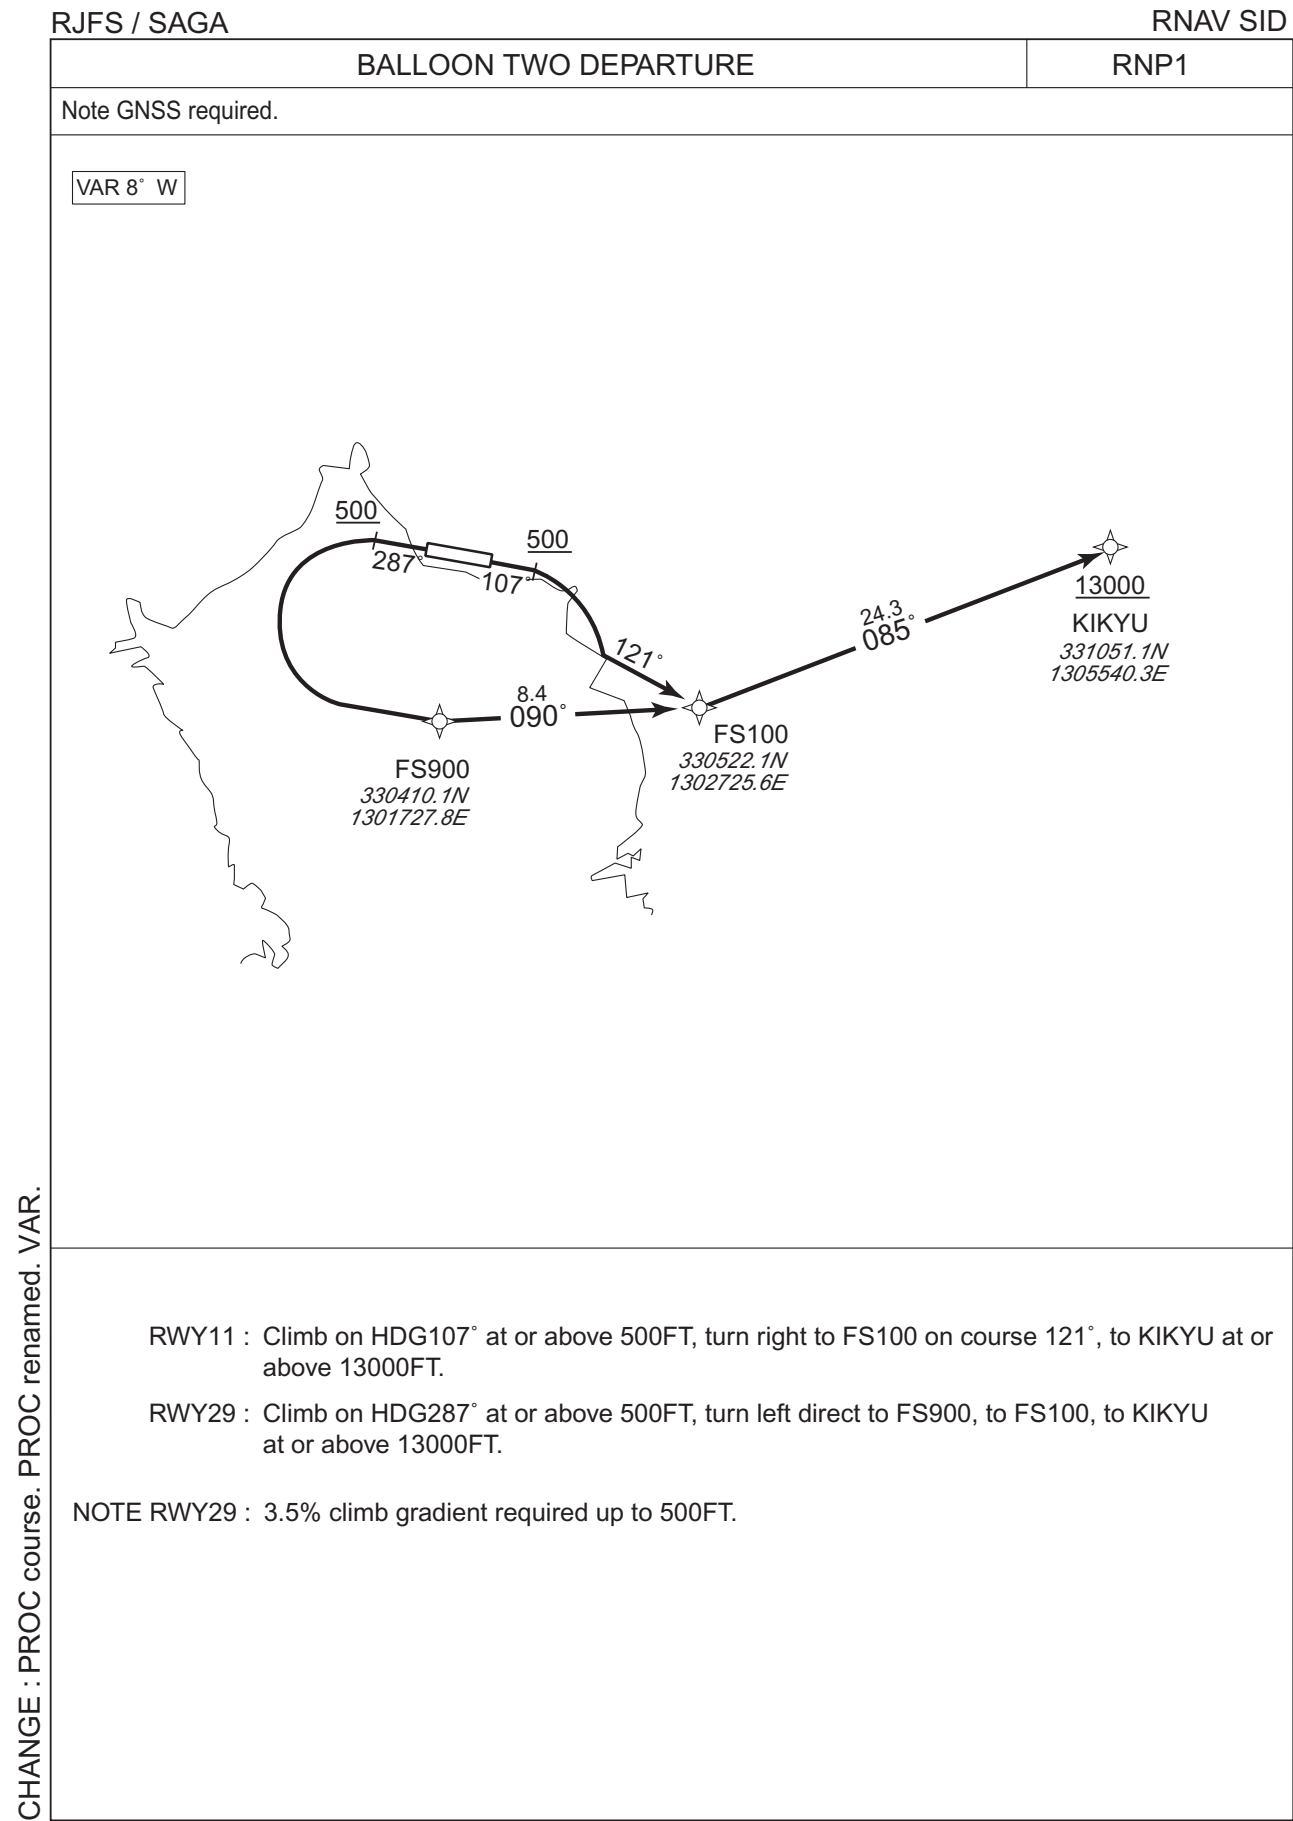 RJFS / SAGA
RNAV SID
BALLOON TWO DEPARTURE
RNP1
Note GNSS required.
VAR 8˚ W
500
287˚
500
107˚
121˚
8.4
090˚
24.3
085˚
13000
KIKYU
331051.1N
1305540.3E
FS100
330522.1N
1302725.6E
FS900
330410.1N
1301727.8E
RWY11 : Climb on HDG107˚ at or above 500FT, turn right to FS100 on course 121˚, to KIKYU at or
above 13000FT.
RWY29 : Climb on HDG287˚ at or above 500FT, turn left direct to FS900, to FS100, to KIKYU
at or above 13000FT.
NOTE RWY29 : 3.5% climb gradient required up to 500FT.
CHANGE : PROC course. PROC renamed. VAR.